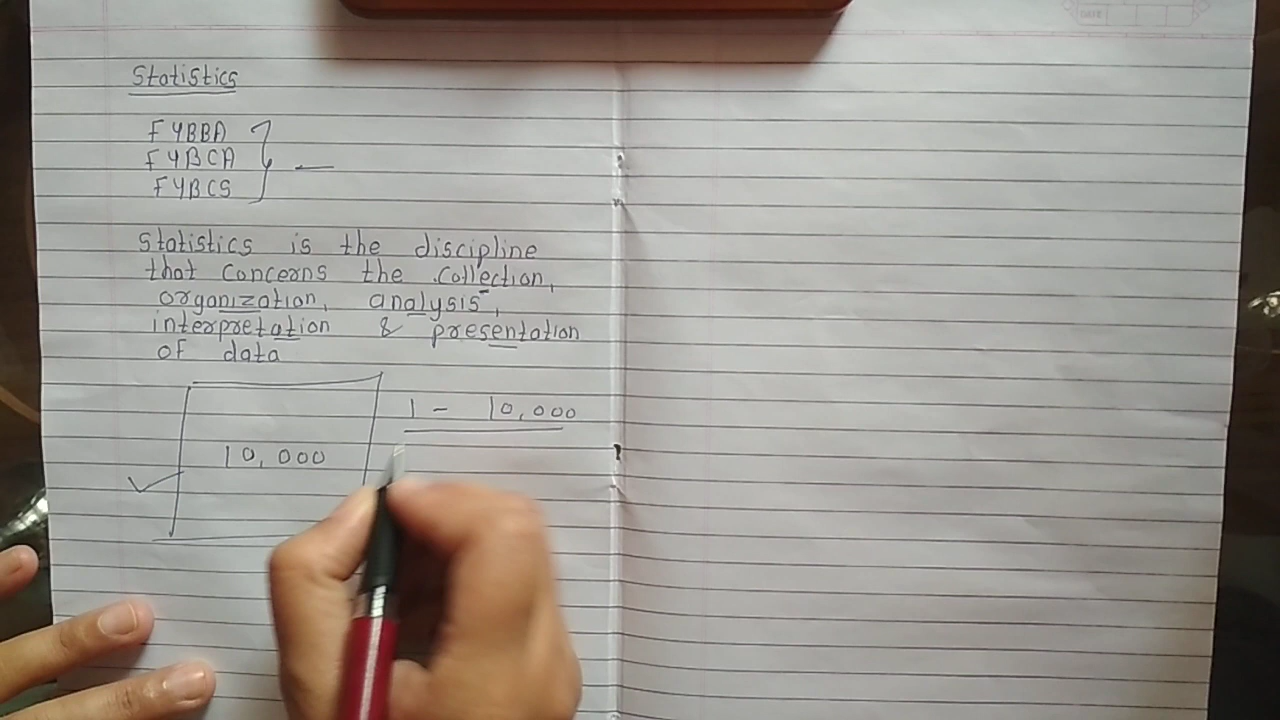 DATE
Statistics
FYBBA
FYBCA
FYBCS
Statistics is the discipline
that concerns the collection,
organization, analysis,
interpretation & presentation
of data
1 - 10,000
10,000